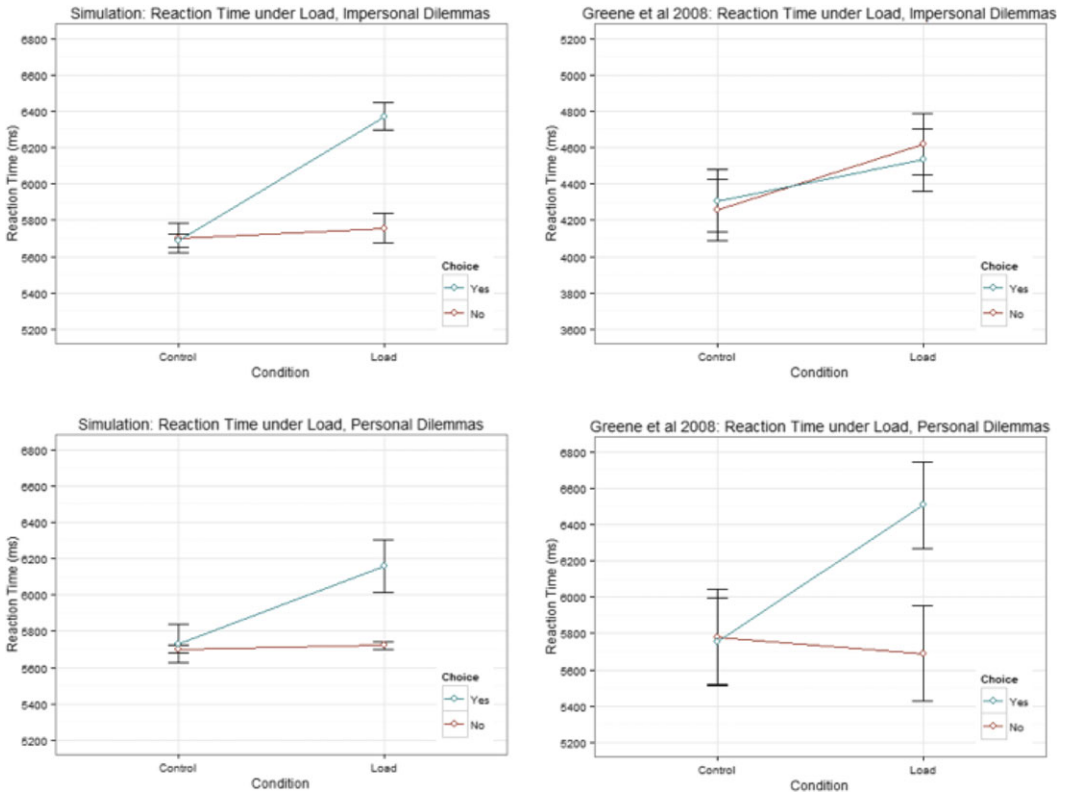 Simulation: Reaction Time under Load, Impersonal Dilemmas
6800
6600
6400
6200
6000
5800
5600
5400
5200
Reaction Time (ms)
Choice
Yes
No
Control Load
Condition
Greene et al 2008: Reaction Time under Load, Impersonal Dilemmas
5200
5000
4800
4600
4400
4200
4000
3800
3600
Reaction Time (ms)
Choice
Yes
No
Control Load
Condition
Simulation: Reaction Time under Load, Personal Dilemmas
6800
6600
6400
6200
6000
5800
5600
5400
5200
Reaction Time (ms)
Choice
Yes
No
Control Load
Condition
Greene et al 2008: Reaction Time under Load, Personal Dilemmas
6800
6600
6400
6200
6000
5800
5600
5400
5200
Reaction Time (ms)
Choice
Yes
No
Control Load
Condition